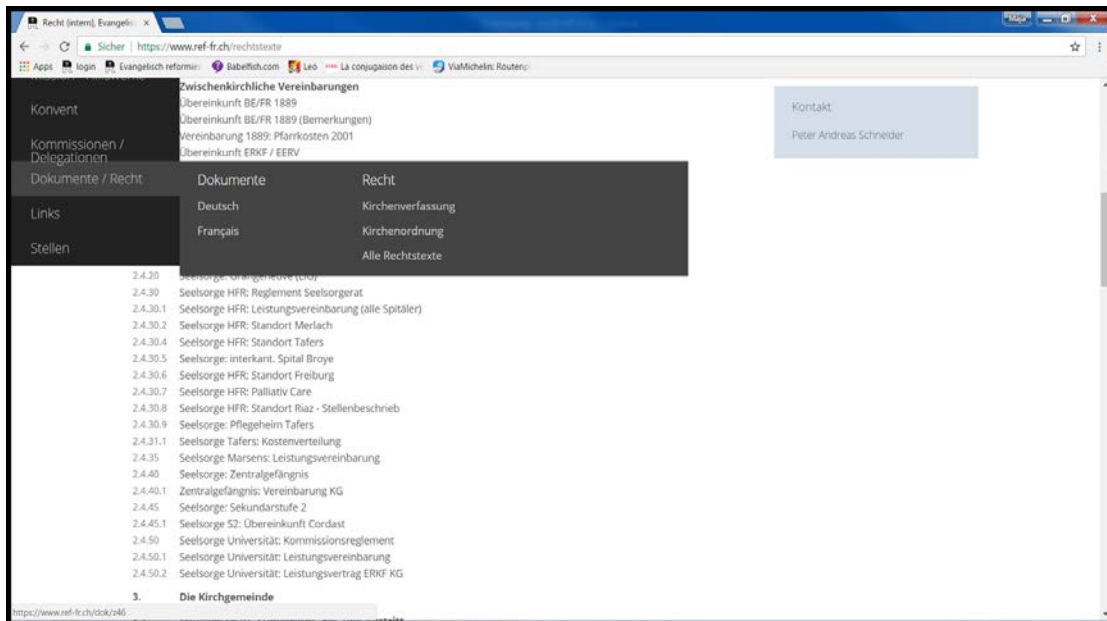 Recht (intern), Evangelis
Sicher | https://www.ref-fr.ch/rechtstexte
Apps login Evangelisch reformier Babelfish.com Leo La conjugaison des v ViaMichelin: Routenp
Zwischenkirchliche Vereinbarungen
Konvent
Übereinkunft BE/FR 1889
Übereinkunft BE/FR 1889 (Bemerkungen)
Vereinbarung 1889: Pfarrkosten 2001
Übereinkunft ERKF / EERV
Kommissionen /
Delegationen
Dokumente / Recht
Links
Stellen
Dokumente
Deutsch
Français
Recht
Kirchenverfassung
Kirchenordnung
Alle Rechtstexte
Kontakt
Peter Andreas Schneider
2.4.20 Seelsorge: Grangeneuve (LIG)
2.4.30 Seelsorge HFR: Reglement Seelsorgerat
2.4.30.1 Seelsorge HFR: Leistungsvereinbarung (alle Spitäler)
2.4.30.2 Seelsorge HFR: Standort Merlach
2.4.30.4 Seelsorge HFR: Standort Tafers
2.4.30.5 Seelsorge: interkant. Spital Broye
2.4.30.6 Seelsorge HFR: Standort Freiburg
2.4.30.7 Seelsorge HFR: Palliativ Care
2.4.30.8 Seelsorge HFR: Standort Riaz - Stellenbeschrieb
2.4.30.9 Seelsorge: Pflegeheim Tafers
2.4.31.1 Seelsorge Tafers: Kostenverteilung
2.4.35 Seelsorge Marsens: Leistungsvereinbarung
2.4.40 Seelsorge: Zentralgefängnis
2.4.40.1 Zentralgefängnis: Vereinbarung KG
2.4.45 Seelsorge: Sekundarstufe 2
2.4.45.1 Seelsorge S2: Übereinkunft Cordast
2.4.50 Seelsorge Universität: Kommissionsreglement
2.4.50.1 Seelsorge Universität: Leistungsvereinbarung
2.4.50.2 Seelsorge Universität: Leistungsvertrag ERKF KG
3. Die Kirchgemeinde
https://www.ref-fr.ch/dok/z46